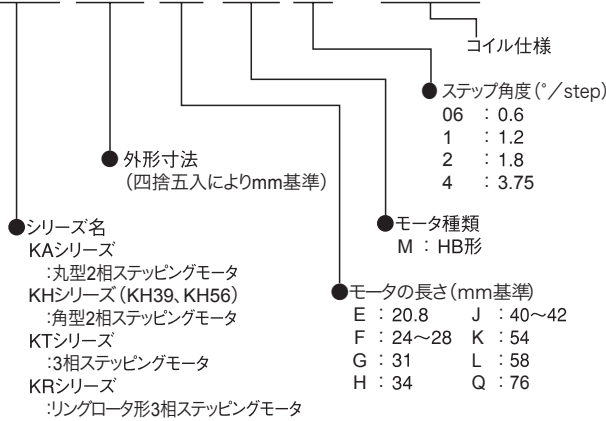 コイル仕様
ステップ角度(°／step)
06 : 0.6
1 : 1.2
2 : 1.8
4 : 3.75
外形寸法
(四捨五入によりmm基準)
モータ種類
M : HB形
シリーズ名
KAシリーズ
:丸型2相ステッピングモータ
KHシリーズ(KH39、KH56)
:角型2相ステッピングモータ
KTシリーズ
:3相ステッピングモータ
KRシリーズ
:リングロータ形3相ステッピングモータ
モータの長さ(mm基準)
E : 20.8 J : 40〜42
F : 24〜28 K : 54
G : 31 L : 58
H : 34 Q : 76